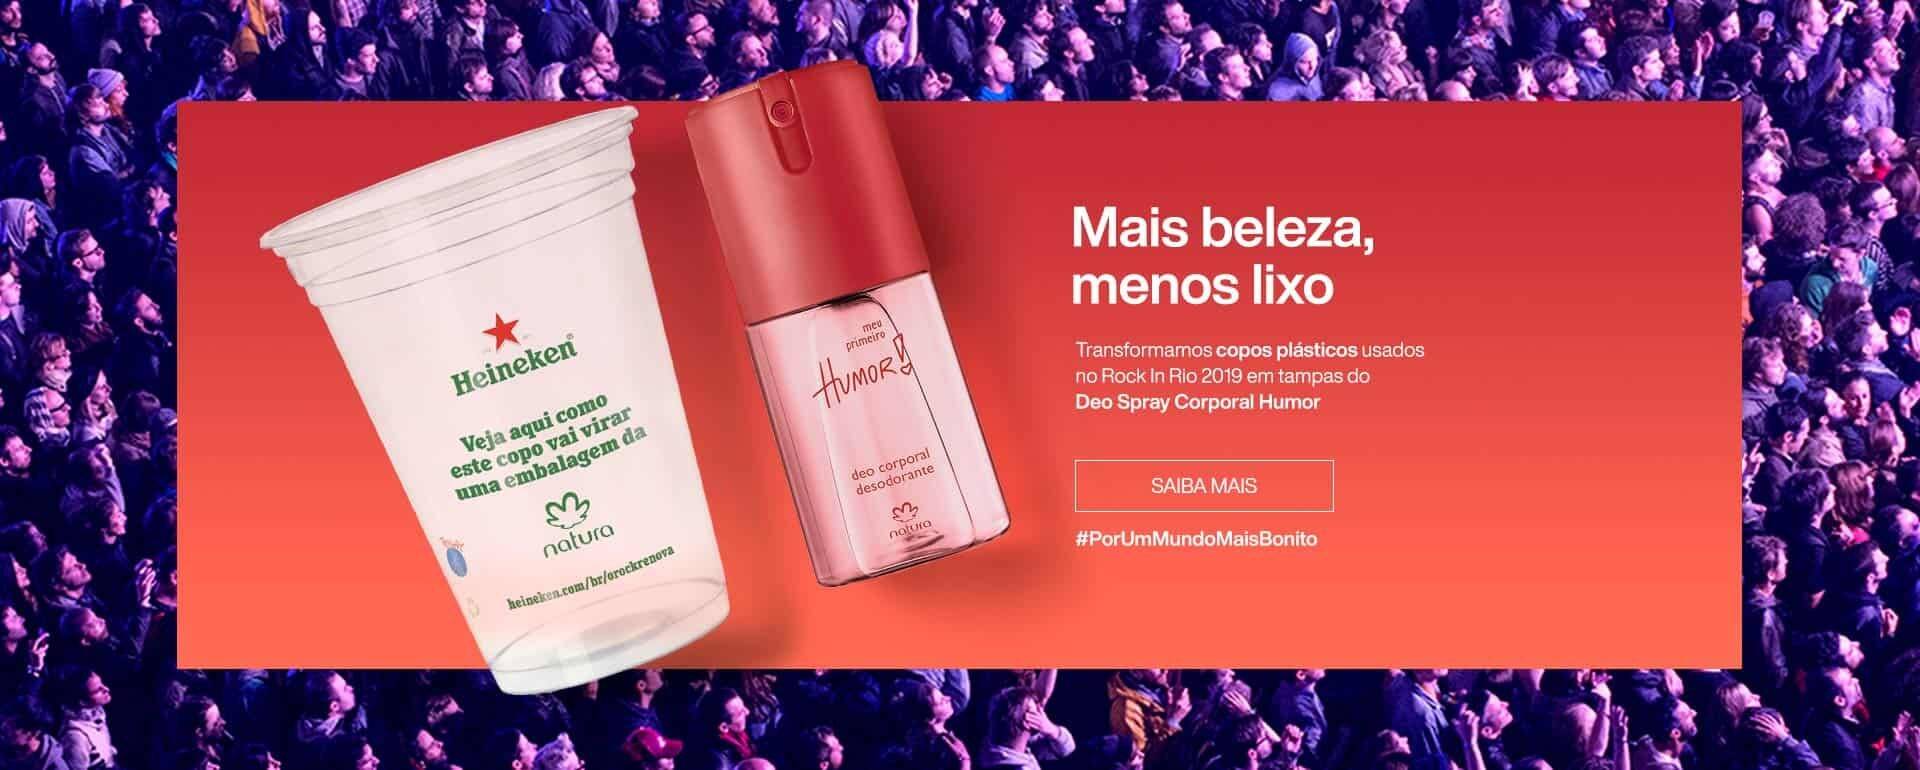 Heineken®
Veja aqui como
este copo vai virar
uma embalagem da
natura
heineken.com/br/orockrenova
meu
primeiro
HUMOR!
deo corporal
desodorante
natura
Mais beleza,
menos lixo
Transformamos copos plásticos usados
no Rock In Rio 2019 em tampas do
Deo Spray Corporal Humor
SAIBA MAIS
#PorUmMundoMaisBonito